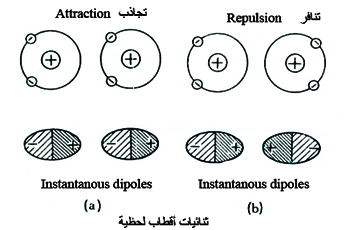 Attraction تجاذب
Repulsion تنافر
- + - - + -
- + - + + -
Instantanous dipoles
Instantanous dipoles
(a)
(b)
ثنائيات أقطاب لحظية